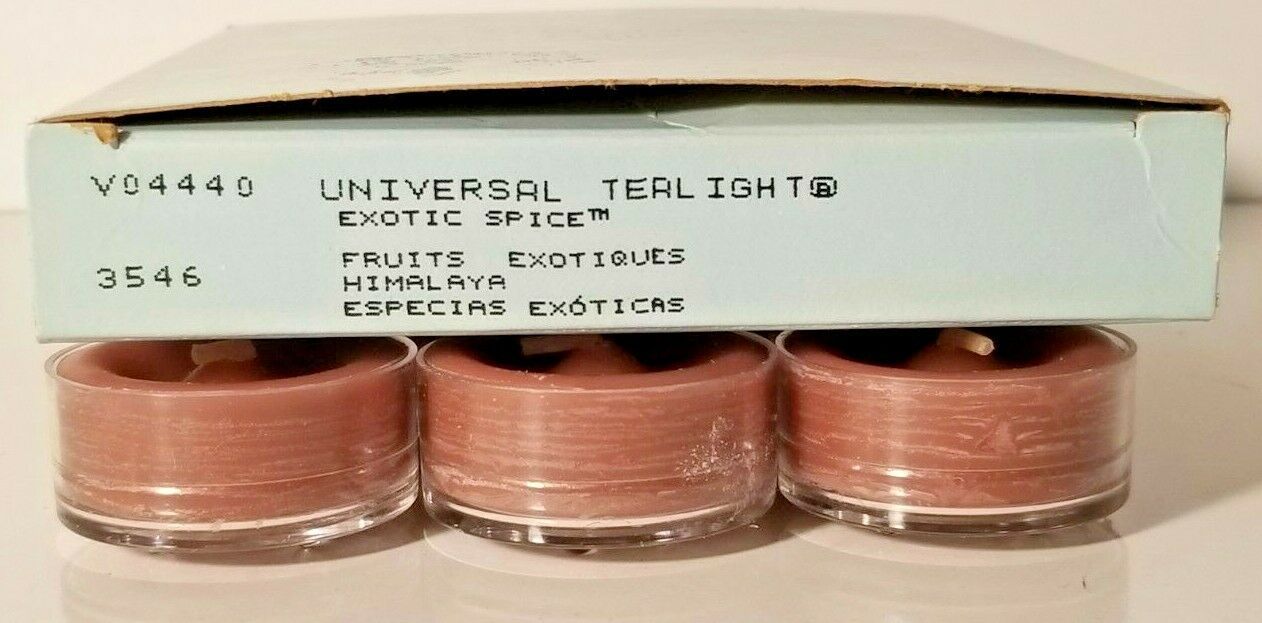 V04440 UNIVERSAL TEALIGHT®
EXOTIC SPICE™
FRUITS EXOTIQUES
3546 HIMALAYA
ESPECIAS EXÓTICAS